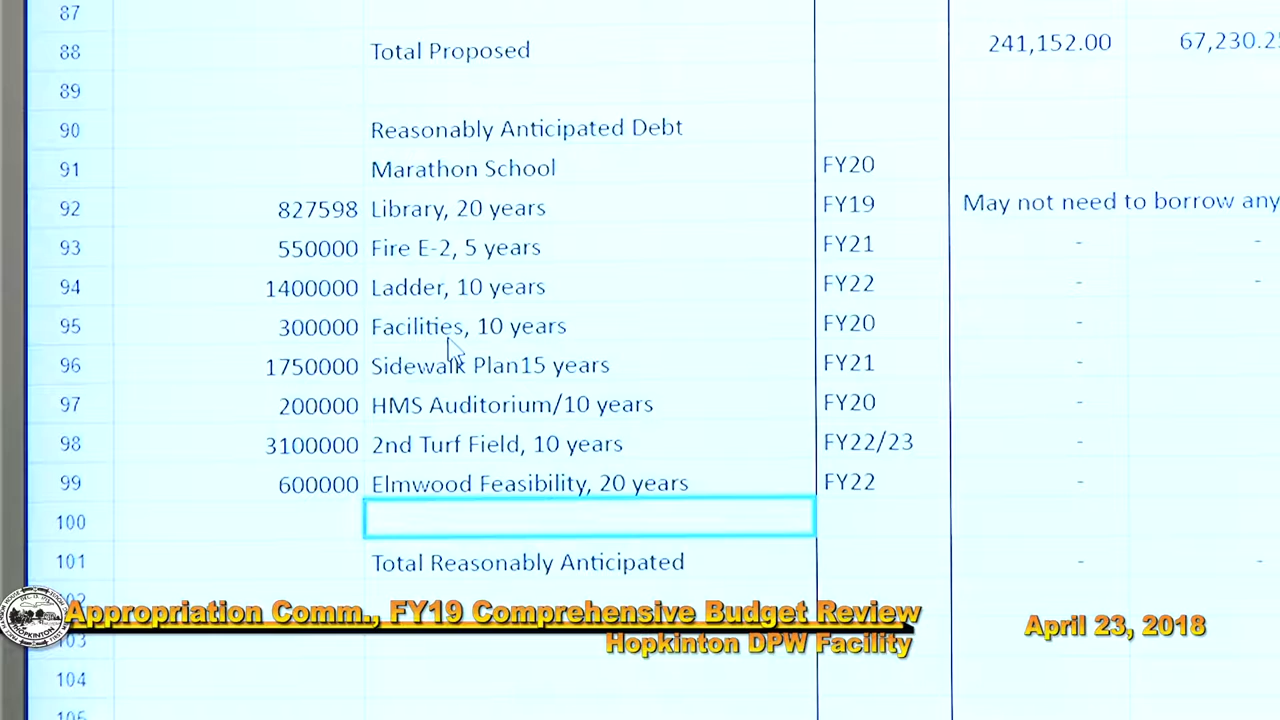 87
88 Total Proposed 241,152.00 67,230.2
89
90 Reasonably Anticipated Debt
91 Marathon School FY20
92 827598 Library, 20 years FY19 May not need to borrow any
93 550000 Fire E-2, 5 years FY21 - -
94 1400000 Ladder, 10 years FY22 - -
95 300000 Facilities, 10 years FY20 -
96 1750000 Sidewalk Plan15 years FY21 -
97 200000 HMS Auditorium/10 years FY20 -
98 3100000 2nd Turf Field, 10 years FY22/23 -
99 600000 Elmwood Feasibility, 20 years FY22 -
100
101 Total Reasonably Anticipated - -
Appropriation Comm., FY19 Comprehensive Budget Review
Hopkinton DPW Facility
April 23, 2018
104